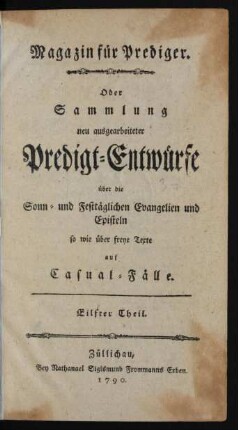 Magazin für Prediger.
Oder
Sammlung
neu ausgearbeiteter
Predigt-Entwürfe
über die
Sonn- und Festtäglichen Evangelien und
Episteln
so wie über freye Texte
auf
Casual-Fälle.
Eilfter Theil.
Züllichau,
Bey Nathanael Sigismund Frommanns Erben.
1790.